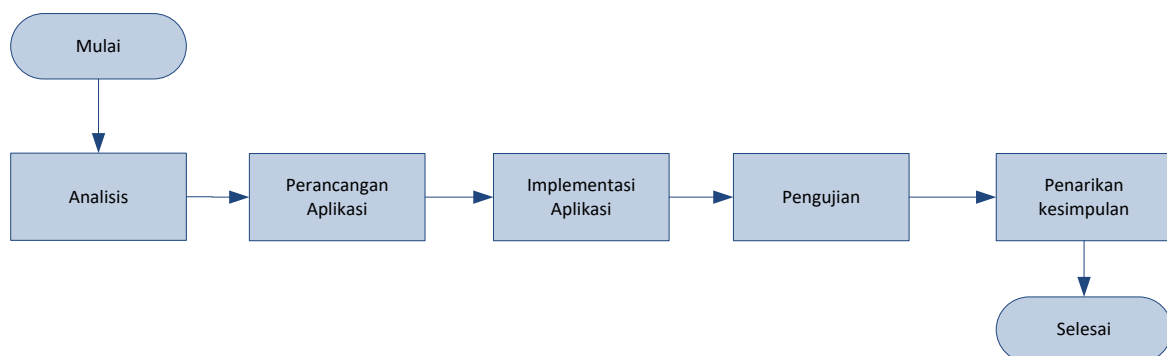 Mulai
Analisis
Perancangan
Aplikasi
Implementasi
Aplikasi
Pengujian
Penarikan
kesimpulan
Selesai